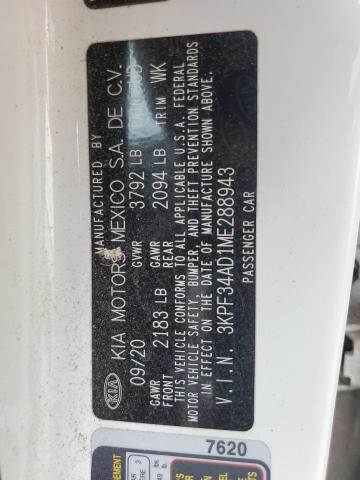 MANUFACTURED BY
KIA KIA MOTORS MEXICO S.A. DE C.V.
09/20 GVWR 3792 LB
GAWR FRONT 2183 LB GAWR REAR 2094 LB TRIM WK
THIS VEHICLE CONFORMS TO ALL APPLICABLE U.S.A. FEDERAL
MOTOR VEHICLE SAFETY, BUMPER, AND THEFT PREVENTION STANDARDS
IN EFFECT ON THE DATE OF MANUFACTURE SHOWN ABOVE.
V.I.N. 3KPF34AD1ME288943
PASSENGER CAR
7620